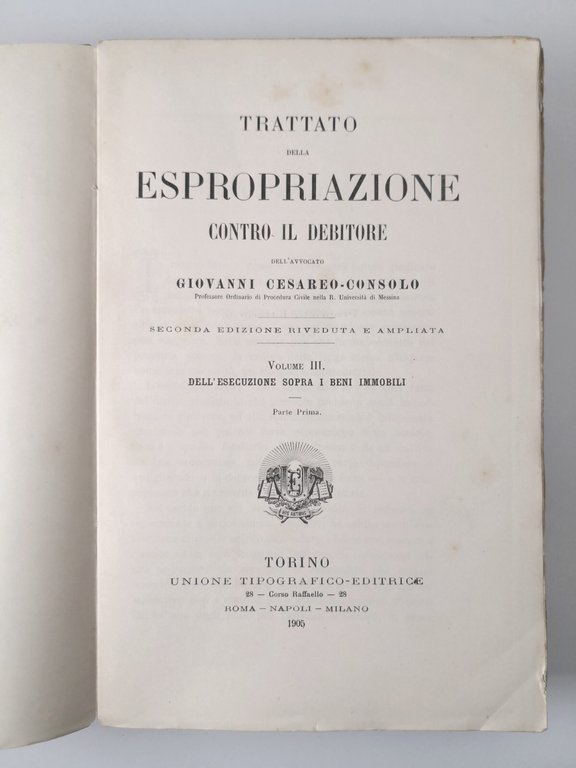 TRATTATO
DELLA
ESPROPRIAZIONE
CONTRO IL DEBITORE
DELL'AVVOCATO
GIOVANNI CESAREO-CONSOLO
Professore Ordinario di Procedura Civile nella R. Università di Messina
SECONDA EDIZIONE RIVEDUTA E AMPLIATA
VOLUME III.
DELL'ESECUZIONE SOPRA I BENI IMMOBILI
Parte Prima.
TORINO
UNIONE TIPOGRAFICO-EDITRICE
28 — Corso Raffaello — 28
ROMA — NAPOLI — MILANO
1905